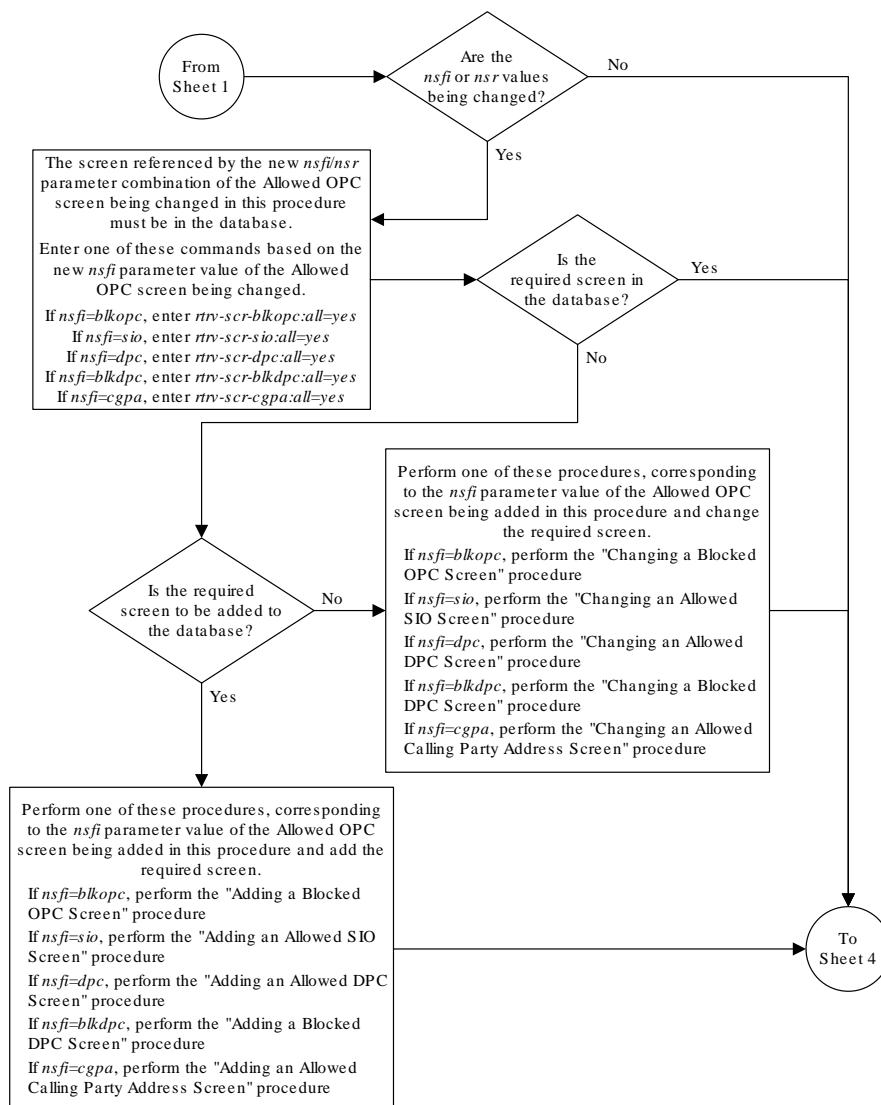 From
Sheet 1
Are the
nsfi or nsr values
being changed?
No
Yes
The screen referenced by the new nsfi/nsr
parameter combination of the Allowed OPC
screen being changed in this procedure
must be in the database.
Enter one of these commands based on the
new nsfi parameter value of the Allowed
OPC screen being changed.
If nsfi=blkopc, enter rtrv-scr-blkopc:all=yes
If nsfi=sio, enter rtrv-scr-sio:all=yes
If nsfi=dpc, enter rtrv-scr-dpc:all=yes
If nsfi=blkdpc, enter rtrv-scr-blkdpc:all=yes
If nsfi=cgpa, enter rtrv-scr-cgpa:all=yes
Is the
required screen in
the database?
Yes
No
Is the required
screen to be added to
the database?
No
Yes
Perform one of these procedures, corresponding
to the nsfi parameter value of the Allowed OPC
screen being added in this procedure and change
the required screen.
If nsfi=blkopc, perform the "Changing a Blocked
OPC Screen" procedure
If nsfi=sio, perform the "Changing an Allowed
SIO Screen" procedure
If nsfi=dpc, perform the "Changing an Allowed
DPC Screen" procedure
If nsfi=blkdpc, perform the "Changing a Blocked
DPC Screen" procedure
If nsfi=cgpa, perform the "Changing an Allowed
Calling Party Address Screen" procedure
Perform one of these procedures, corresponding
to the nsfi parameter value of the Allowed OPC
screen being added in this procedure and add the
required screen.
If nsfi=blkopc, perform the "Adding a Blocked
OPC Screen" procedure
If nsfi=sio, perform the "Adding an Allowed SIO
Screen" procedure
If nsfi=dpc, perform the "Adding an Allowed DPC
Screen" procedure
If nsfi=blkdpc, perform the "Adding a Blocked
DPC Screen" procedure
If nsfi=cgpa, perform the "Adding an Allowed
Calling Party Address Screen" procedure
To
Sheet 4